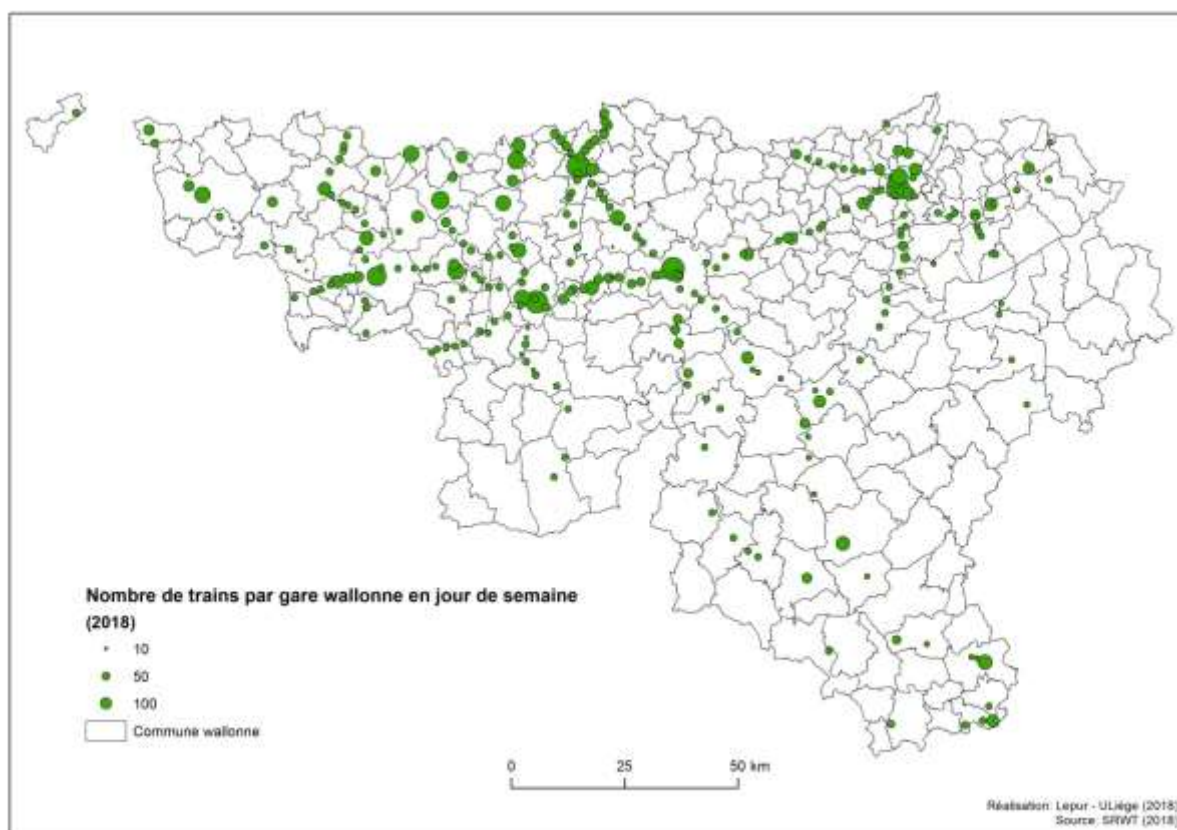 Nombre de trains par gare wallonne en jour de semaine
(2018)
10
50
100
Commune wallonne
0 25 50 km
Réalisation: Lepur - ULiége (2018)
Source: SRWT (2018)